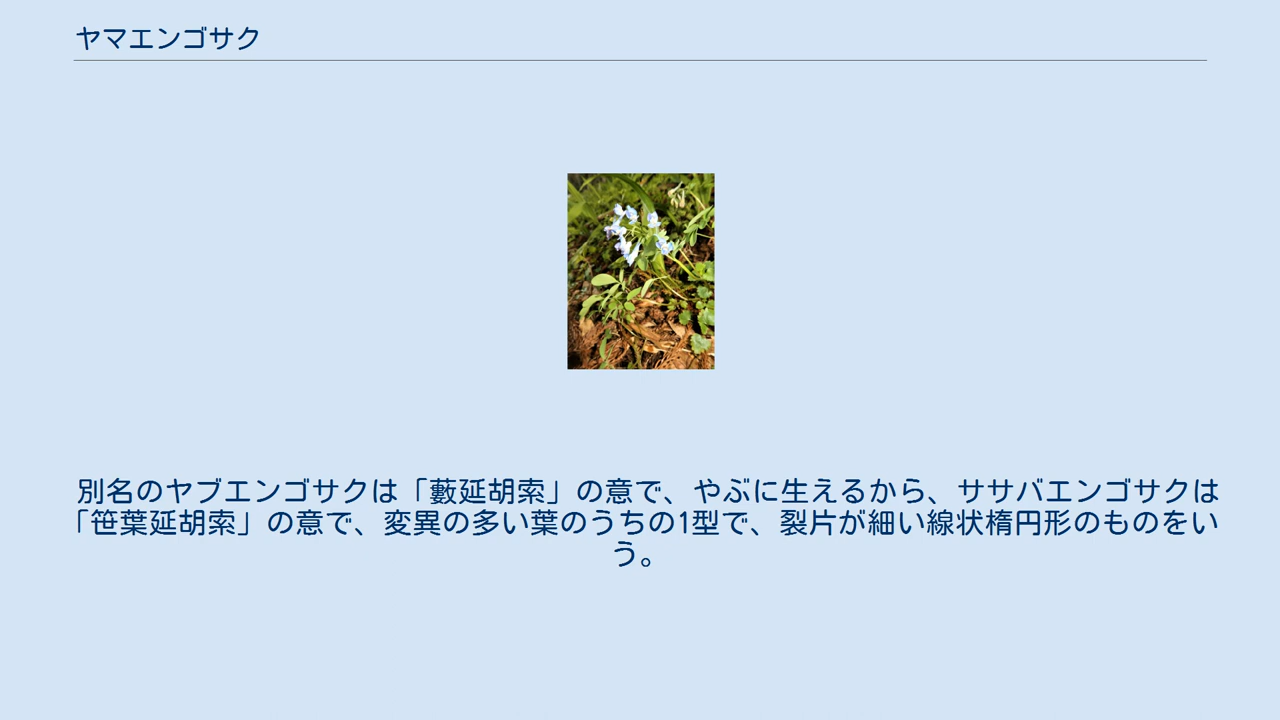 ヤマエンゴサク
別名のヤブエンゴサクは「藪延胡索」の意で、やぶに生えるから、ササバエンゴサクは
「笹葉延胡索」の意で、変異の多い葉のうちの1型で、裂片が細い線状楕円形のものをい
う。